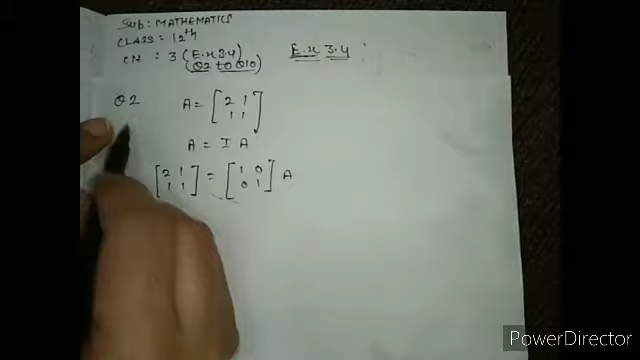 Sub: MATHEMATICS
CLASS: 12th
CH : 3 (E.x 3.4) E.x 3.4 :
(Q2 to Q10)
Q2 A = [2 1
1 1]
A = I A
[2 1
1 1] = [1 0
0 1] A
PowerDirector